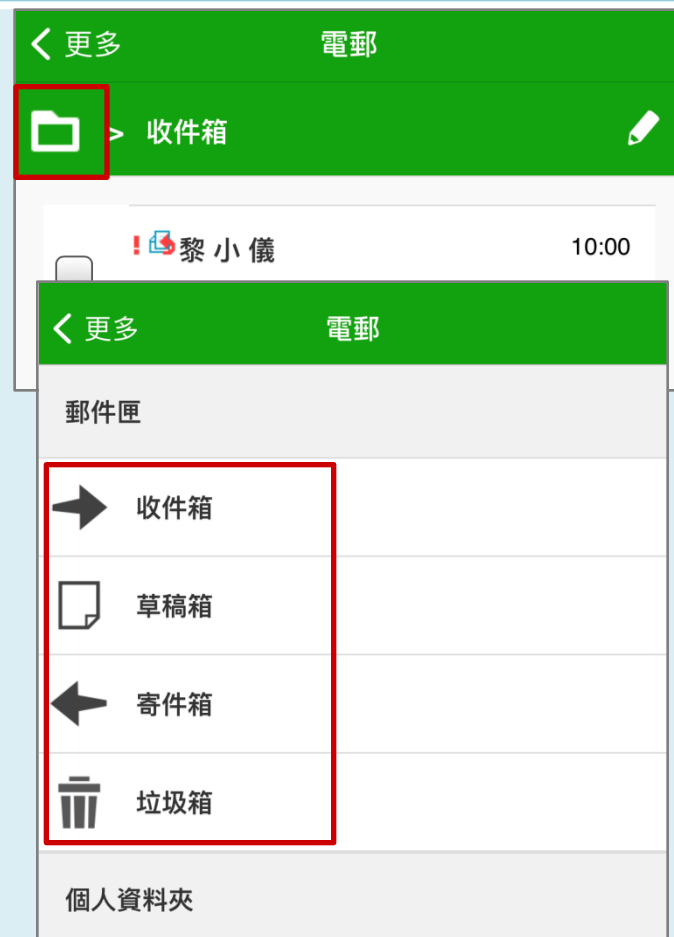 更多 電郵
> 收件箱
! 黎小儀 10:00
更多 電郵
郵件匣
收件箱
草稿箱
寄件箱
垃圾箱
個人資料夾